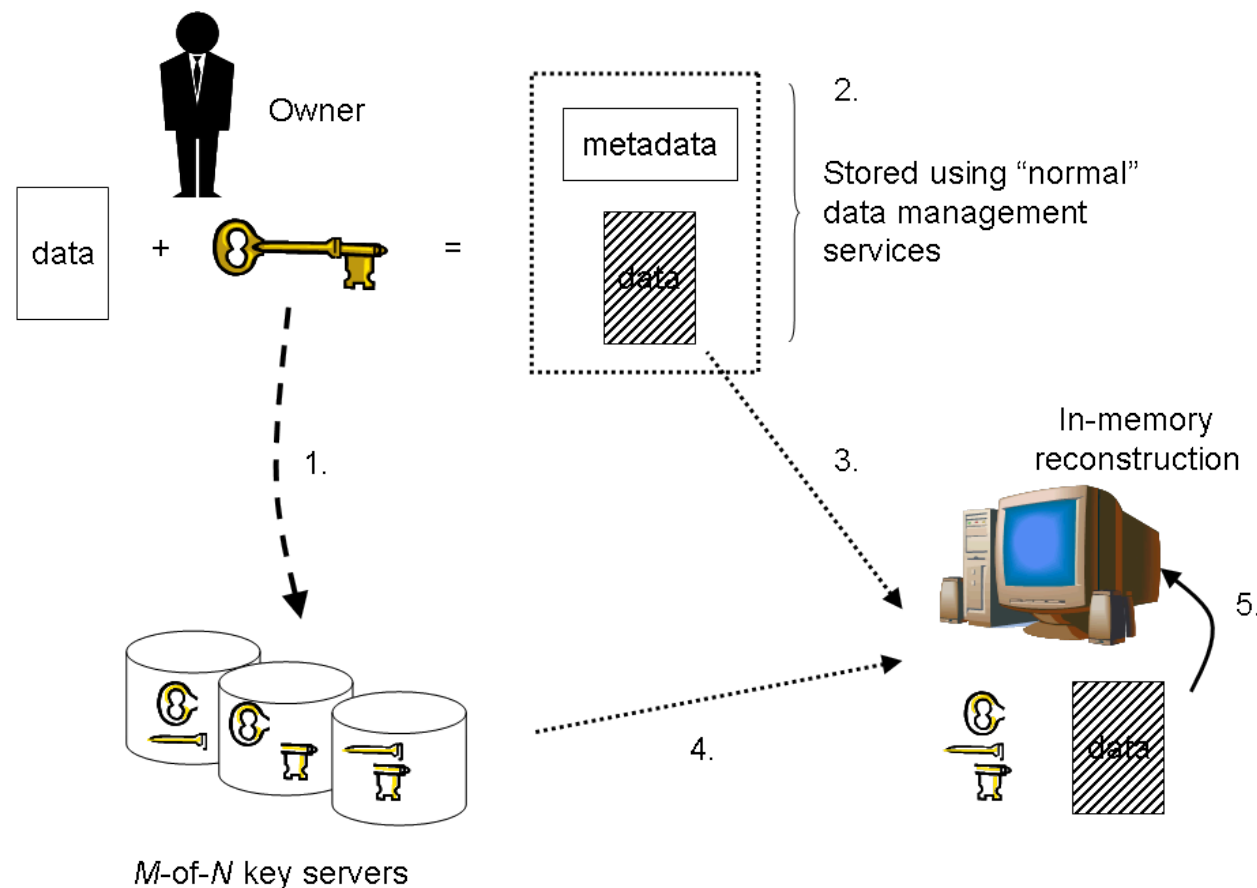 Owner
data
+
=
metadata
data
2.
Stored using “normal”
data management
services
1.
3.
In-memory
reconstruction
5.
4.
data
M-of-N key servers